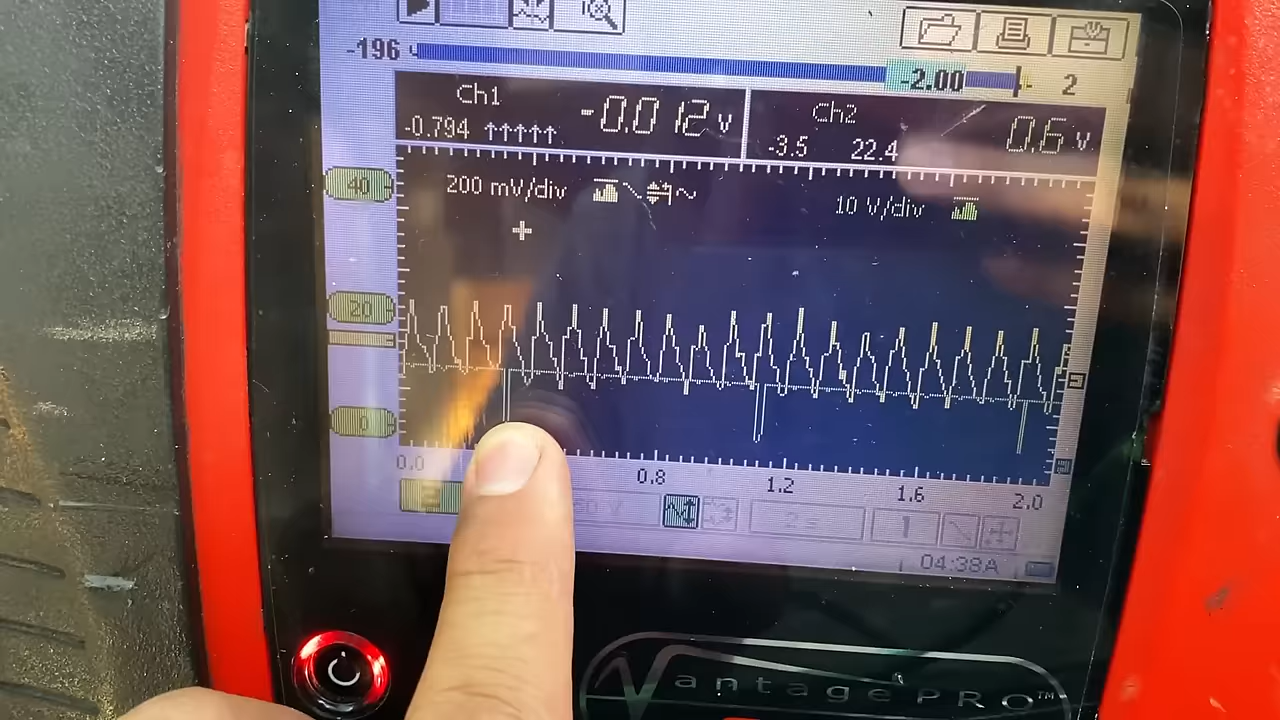 -196
-2.00
2
Ch1
-0.794 ↑↑↑↑↑ -0.012 V
Ch2
-3.5 22.4 0.6 V
40
200 mV/div
10 V/div
20
0
0.0 0.8 1.2 1.6 2.0
04:38A
VantagePRO™